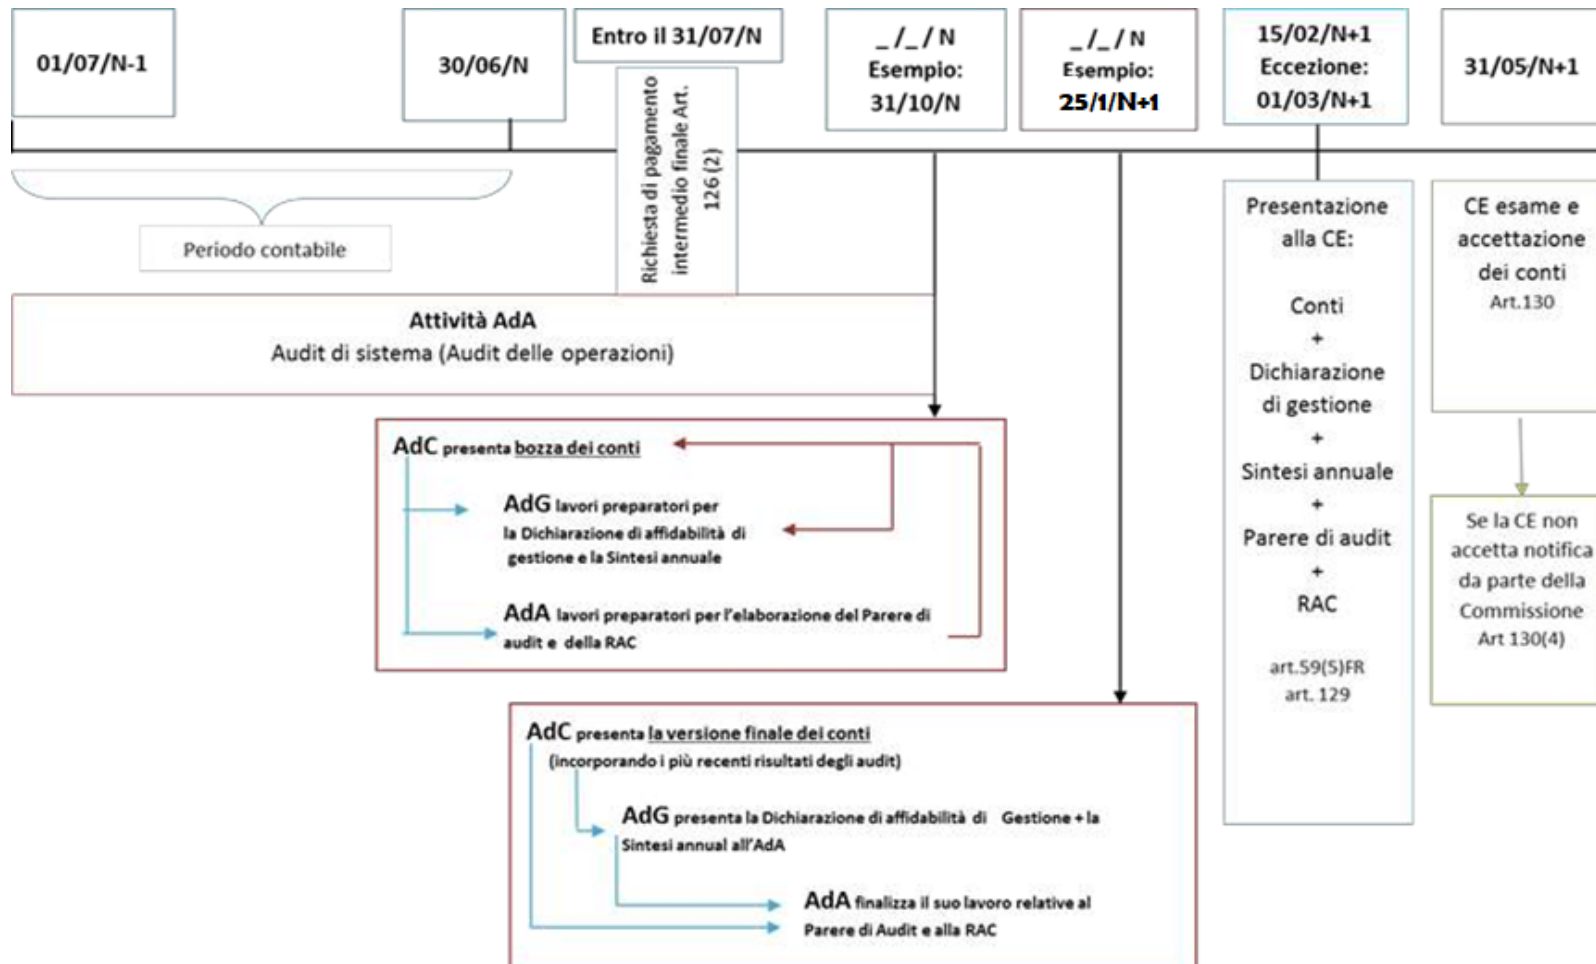 01/07/N-1
30/06/N
Entro il 31/07/N
_ /_ / N
Esempio:
31/10/N
_ /_ / N
Esempio:
25/1/N+1
15/02/N+1
Eccezione:
01/03/N+1
31/05/N+1
Richiesta di pagamento
intermedio finale Art.
126 (2)
Periodo contabile
Attività AdA
Audit di sistema (Audit delle operazioni)
AdC presenta bozza dei conti
AdG lavori preparatori per
la Dichiarazione di affidabilità di
gestione e la Sintesi annuale
AdA lavori preparatori per l'elaborazione del Parere di
audit e della RAC
AdC presenta la versione finale dei conti
(incorporando i più recenti risultati degli audit)
AdG presenta la Dichiarazione di affidabilità di Gestione + la
Sintesi annual all'AdA
AdA finalizza il suo lavoro relative al
Parere di Audit e alla RAC
Presentazione
alla CE:
Conti
+
Dichiarazione
di gestione
+
Sintesi annuale
+
Parere di audit
+
RAC
art.59(5)FR
art. 129
CE esame e
accettazione
dei conti
Art.130
Se la CE non
accetta notifica
da parte della
Commissione
Art 130(4)